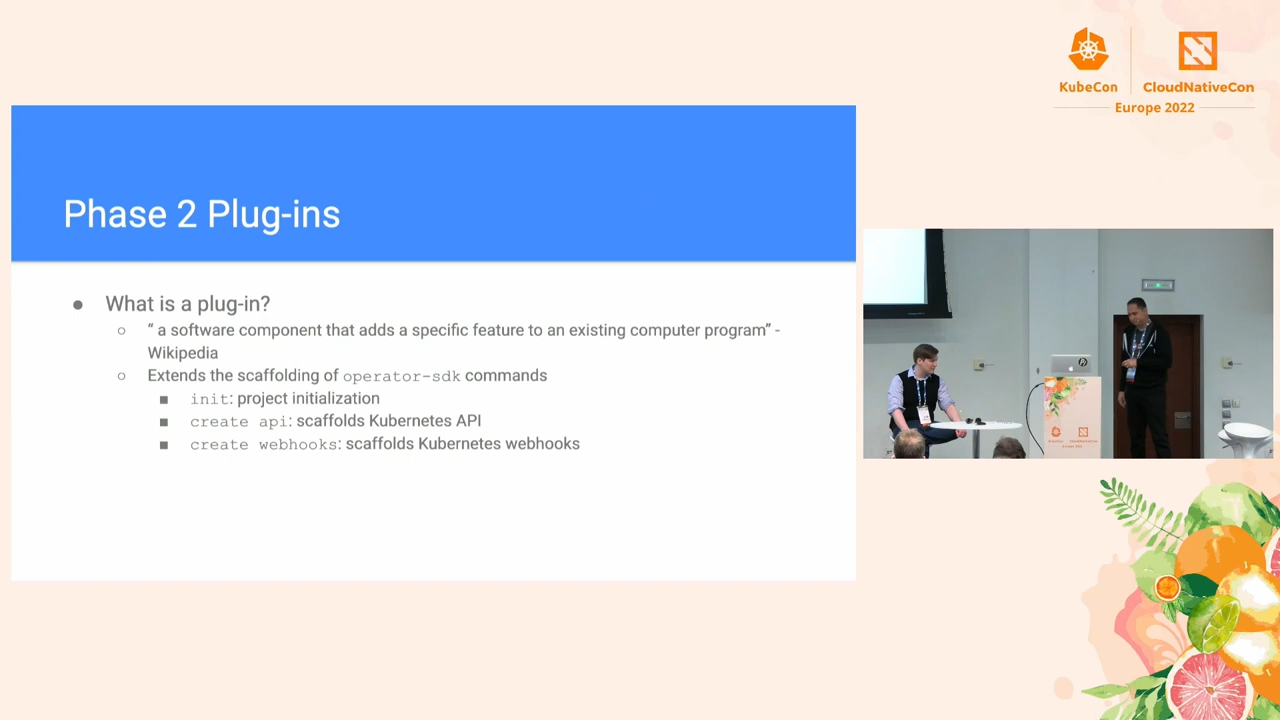 KubeCon
CloudNativeCon
Europe 2022
Phase 2 Plug-ins
● What is a plug-in?
○ “ a software component that adds a specific feature to an existing computer program” -
Wikipedia
○ Extends the scaffolding of operator-sdk commands
■ init: project initialization
■ create api: scaffolds Kubernetes API
■ create webhooks: scaffolds Kubernetes webhooks